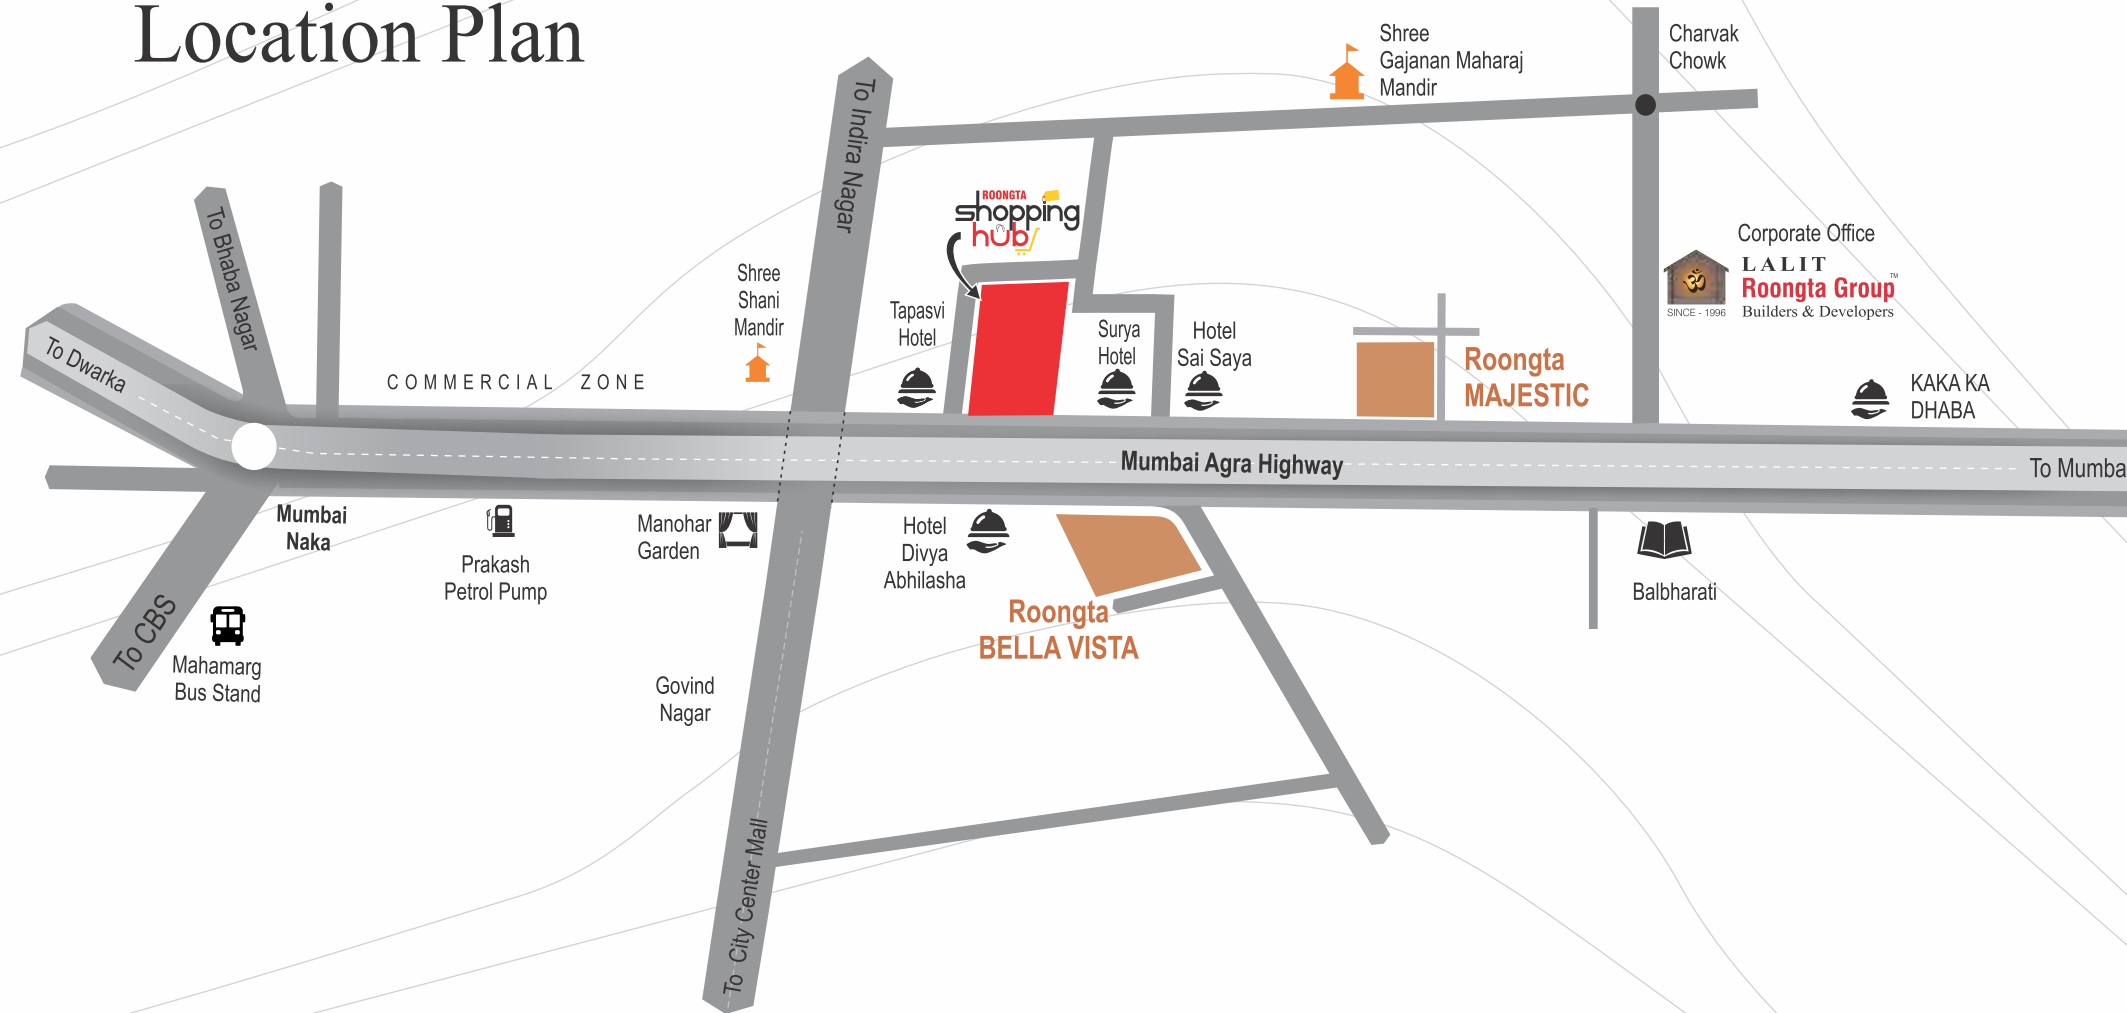 Location Plan
Shree
Gajanan Maharaj
Mandir
Charvak
Chowk
To Indira Nagar
ROONGTA
shopping
hub
To Bhaba Nagar
Corporate Office
LALIT
Roongta Group
TM
Builders & Developers
SINCE - 1996
Shree
Shani
Mandir
Tapasvi
Hotel
Surya
Hotel
Hotel
Sai Saya
Roongta
MAJESTIC
To Dwarka
COMMERCIAL ZONE
KAKA KA
DHABA
Mumbai Agra Highway
To Mumba
Mumbai
Naka
Prakash
Petrol Pump
Manohar
Garden
Hotel
Divya
Abhilasha
Roongta
BELLA VISTA
Balbharati
To CBS
Mahamarg
Bus Stand
Govind
Nagar
To City Center Mall